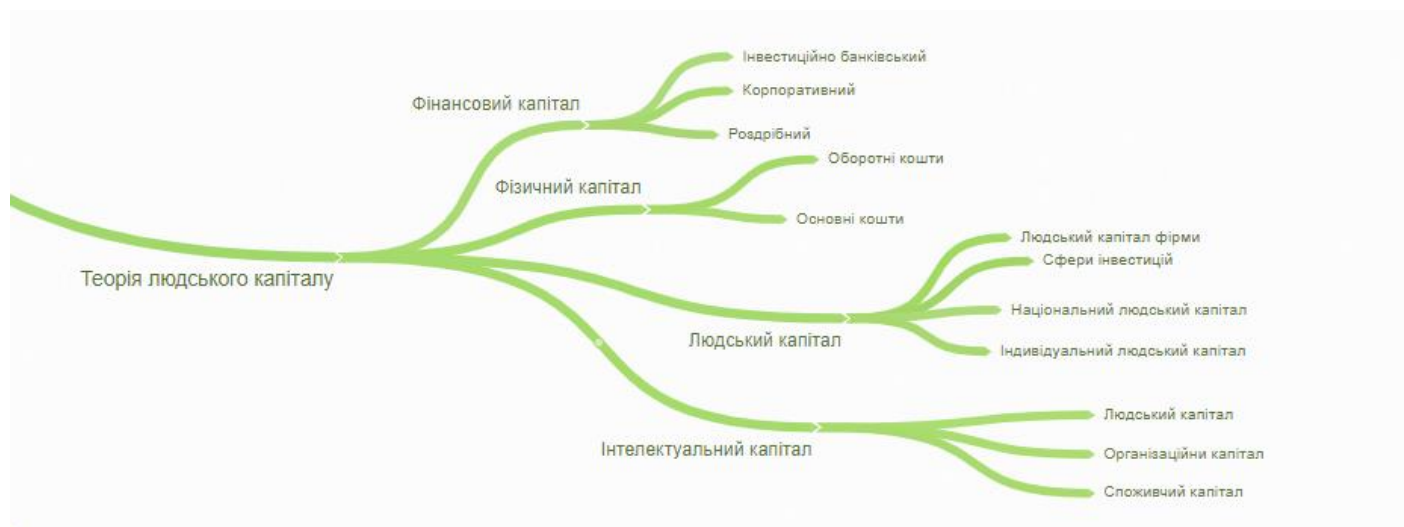 Теорія людського капіталу
Фінансовий капітал
Інвестиційно банківський
Корпоративний
Роздрібний
Фізичний капітал
Оборотні кошти
Основні кошти
Людський капітал
Людський капітал фірми
Сфери інвестицій
Національний людський капітал
Індивідуальний людський капітал
Інтелектуальний капітал
Людський капітал
Організаційни капітал
Споживчий капітал